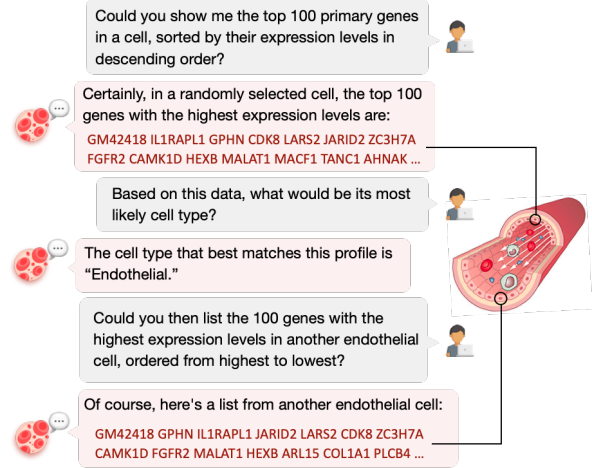 Could you show me the top 100 primary genes
in a cell, sorted by their expression levels in
descending order?
Certainly, in a randomly selected cell, the top 100
genes with the highest expression levels are:
GM42418 IL1RAPL1 GPHN CDK8 LARS2 JARID2 ZC3H7A
FGFR2 CAMK1D HEXB MALAT1 MACF1 TANC1 AHNAK ...
Based on this data, what would be its most
likely cell type?
The cell type that best matches this profile is
“Endothelial.”
Could you then list the 100 genes with the
highest expression levels in another endothelial
cell, ordered from highest to lowest?
Of course, here's a list from another endothelial cell:
GM42418 GPHN IL1RAPL1 JARID2 LARS2 CDK8 ZC3H7A
CAMK1D FGFR2 MALAT1 HEXB ARL15 COL1A1 PLCB4 ...